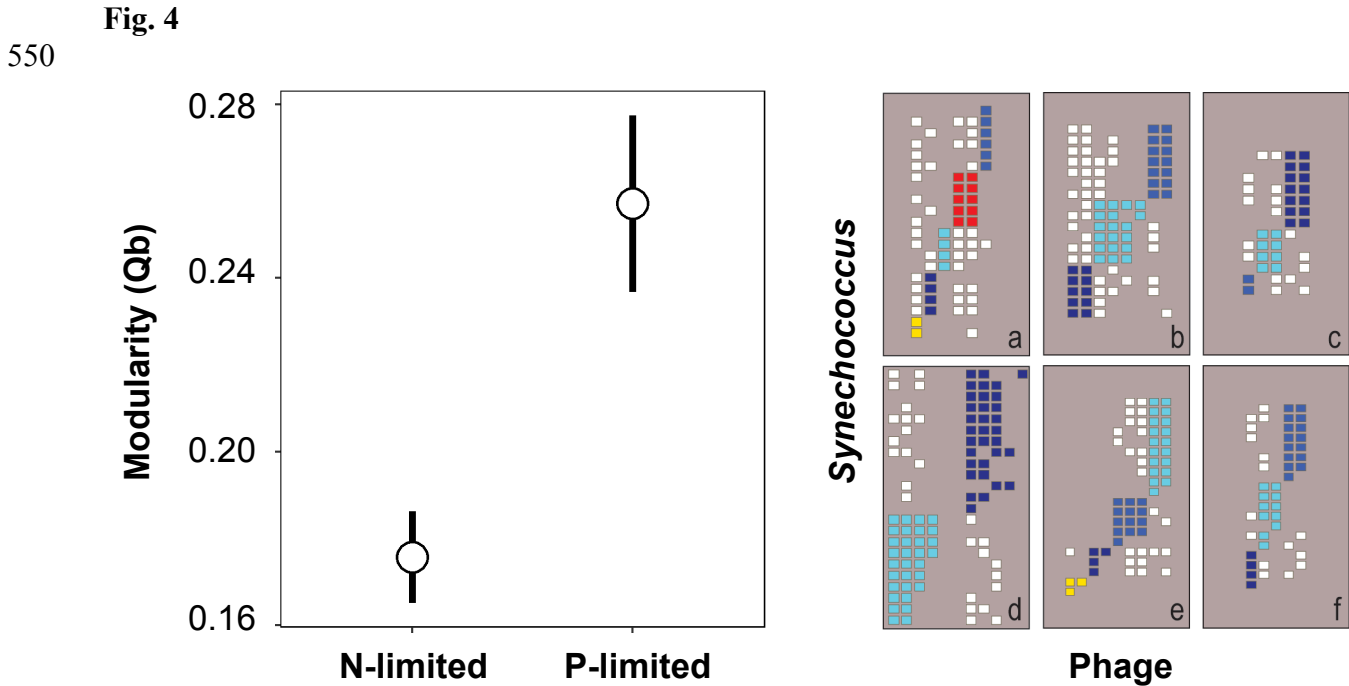 Fig. 4
550
Modularity (Qb)
0.28
0.24
0.20
0.16
N-limited
P-limited
Synechococcus
a
b
c
d
e
f
Phage